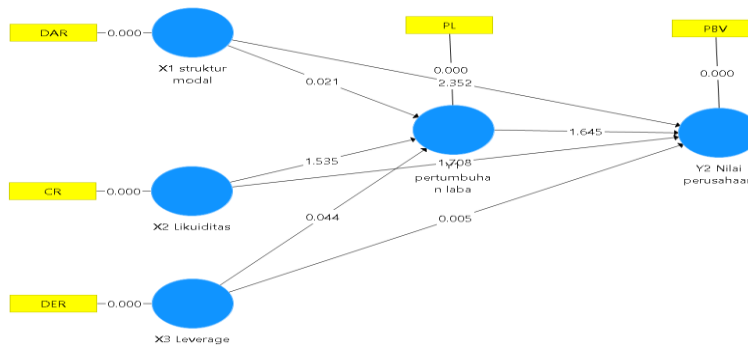 PL
DAR
0.000
PBV
X1 struktur
modal
0.000
0.000
2.352
0.021
1.645
1.535
1.708
Y1
pertumbuha
n laba
Y2 Nilai
perusahaan
CR
0.000
X2 Likuiditas
0.044
0.005
DER
0.000
X3 Leverage